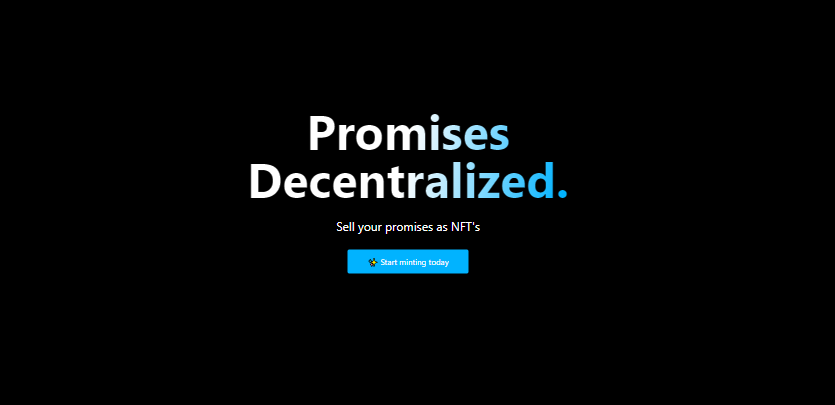 Promises
Decentralized.
Sell your promises as NFT's
✨ Start minting today